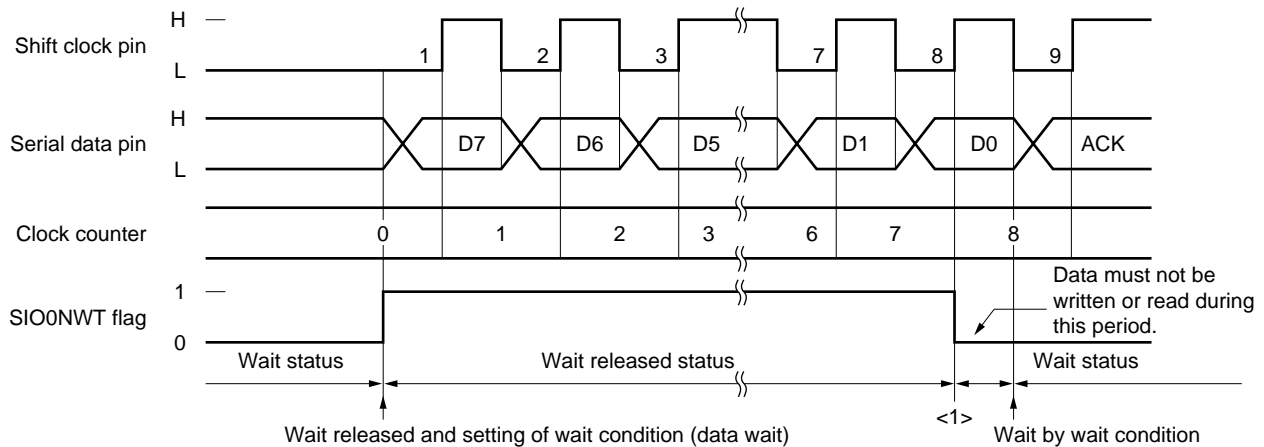 H
Shift clock pin
1 2 3 7 8 9
L
H
Serial data pin
D7 D6 D5 D1 D0 ACK
L
Clock counter
0 1 2 3 6 7 8
Data must not be
written or read during
this period.
1
SIO0NWT flag
0
Wait status Wait released status Wait status
<1>
Wait released and setting of wait condition (data wait) Wait by wait condition